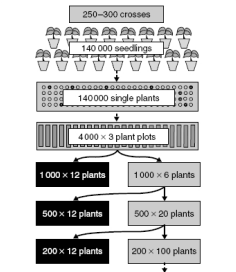 250–300 crosses
140 000 seedlings
140 000 single plants
4 000 × 3 plant plots
1 000 × 12 plants
1 000 × 6 plants
500 × 12 plants
500 × 20 plants
200 × 12 plants
200 × 100 plants